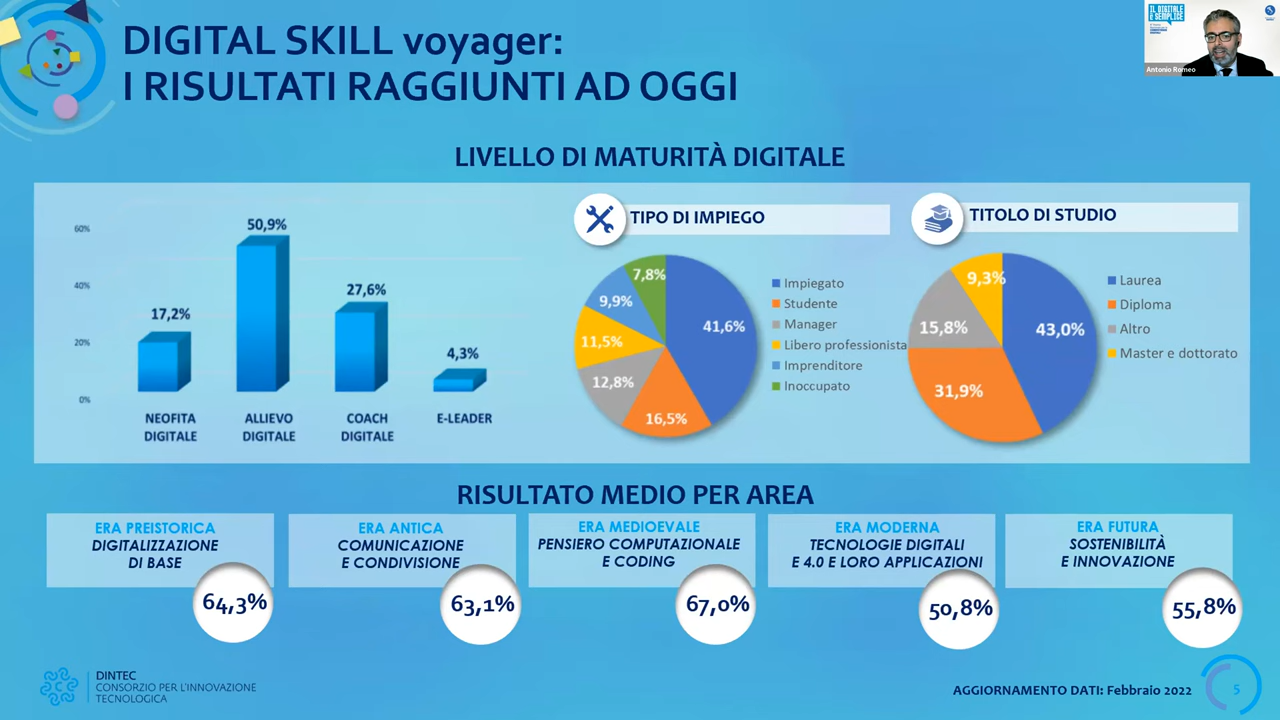 DIGITAL SKILL voyager:
I RISULTATI RAGGIUNTI AD OGGI
IL DIGITALE
È SEMPLICE
Antonio Romeo
LIVELLO DI MATURITÀ DIGITALE
60%
40%
20%
0%
17,2%
50,9%
27,6%
4,3%
NEOFITA
DIGITALE
ALLIEVO
DIGITALE
COACH
DIGITALE
E-LEADER
TIPO DI IMPIEGO
41,6%
16,5%
12,8%
11,5%
9,9%
7,8%
Impiegato
Studente
Manager
Libero professionista
Imprenditore
Inoccupato
TITOLO DI STUDIO
43,0%
31,9%
15,8%
9,3%
Laurea
Diploma
Altro
Master e dottorato
RISULTATO MEDIO PER AREA
ERA PREISTORICA
DIGITALIZZAZIONE
DI BASE
64,3%
ERA ANTICA
COMUNICAZIONE
E CONDIVISIONE
63,1%
ERA MEDIOEVALE
PENSIERO COMPUTAZIONALE
E CODING
67,0%
ERA MODERNA
TECNOLOGIE DIGITALI
E 4.0 E LORO APPLICAZIONI
50,8%
ERA FUTURA
SOSTENIBILITÀ
E INNOVAZIONE
55,8%
DINTEC
CONSORZIO PER L'INNOVAZIONE
TECNOLOGICA
AGGIORNAMENTO DATI: Febbraio 2022
5